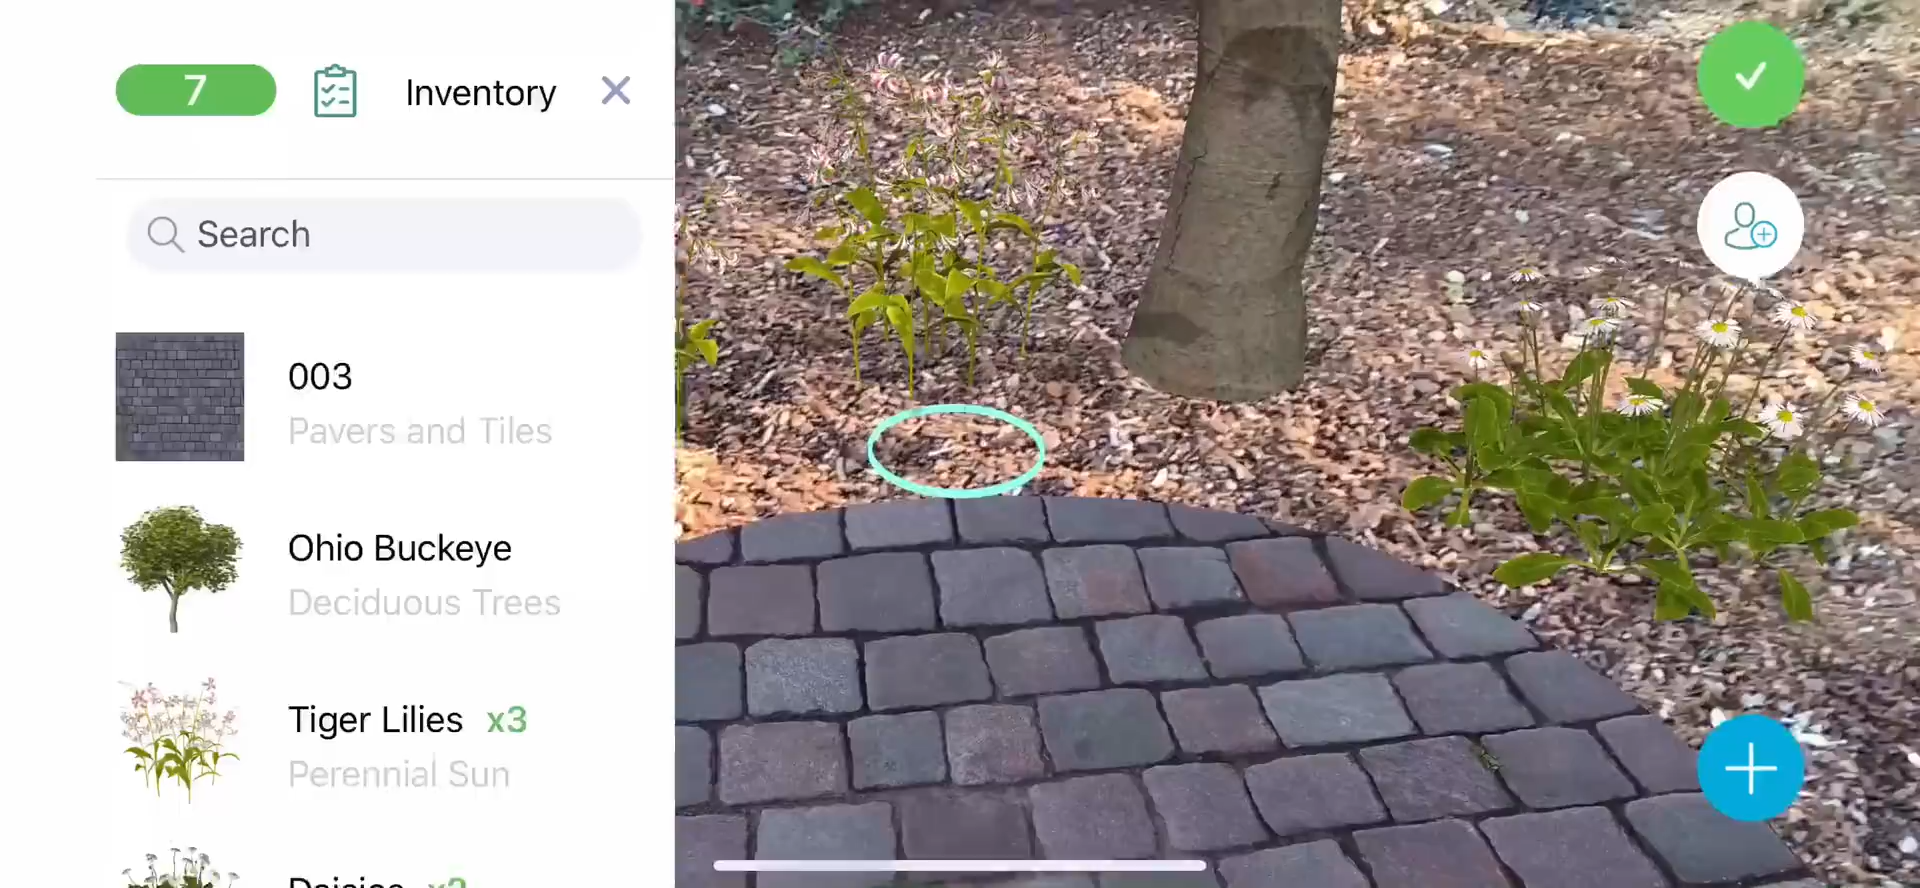 7 Inventory
Search
003
Pavers and Tiles
Ohio Buckeye
Deciduous Trees
Tiger Lilies x3
Perennial Sun